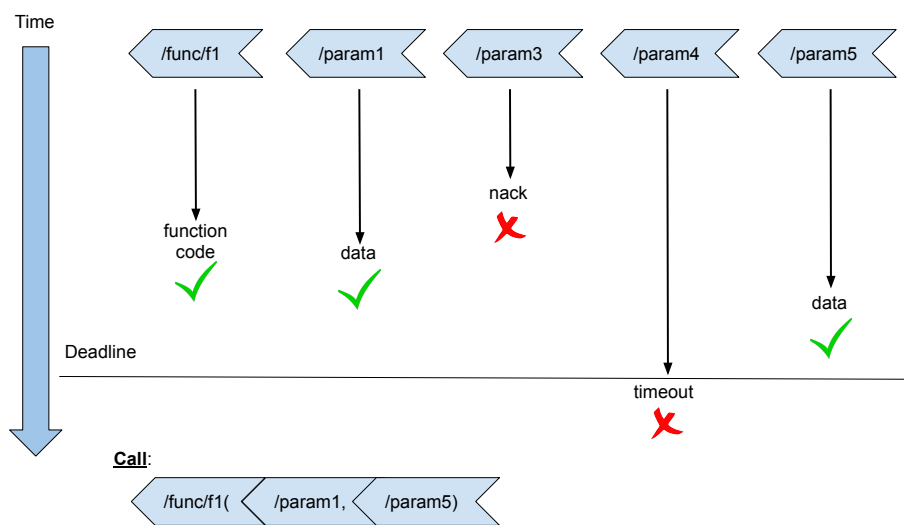 Time
/func/f1
/param1
/param3
/param4
/param5
nack
function
code
data
data
Deadline
timeout
Call:
/func/f1(
/param1,
/param5)